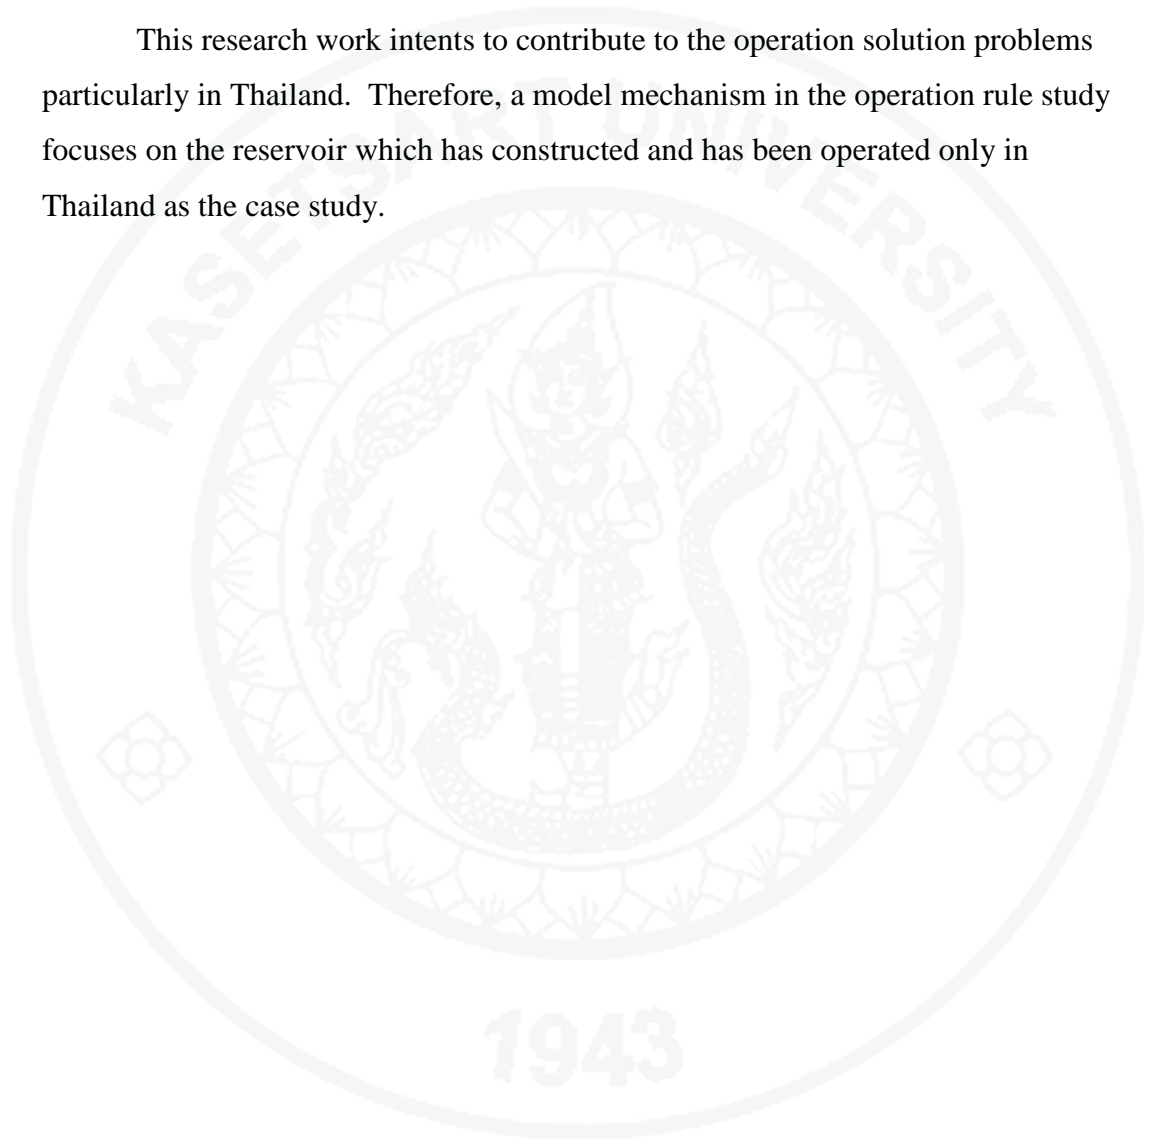 This research work intents to contribute to the operation solution problems
particularly in Thailand.  Therefore, a model mechanism in the operation rule study
focuses on the reservoir which has constructed and has been operated only in
Thailand as the case study.
KASETSART UNIVERSITY
1943